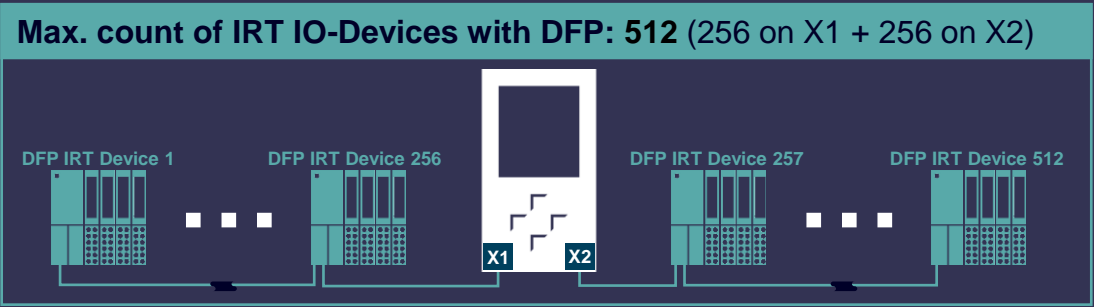 Max. count of IRT IO-Devices with DFP: 512 (256 on X1 + 256 on X2)
DFP IRT Device 1
DFP IRT Device 256
DFP IRT Device 257
DFP IRT Device 512
X1
X2